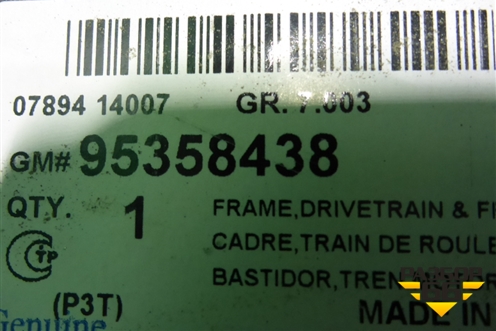 07894 14007 GR. 7.003
GM# 95358438
QTY. 1 FRAME,DRIVETRAIN & F
CADRE,TRAIN DE ROULE
CTP BASTIDOR,TREN
(P3T) MADE IN
Genuine